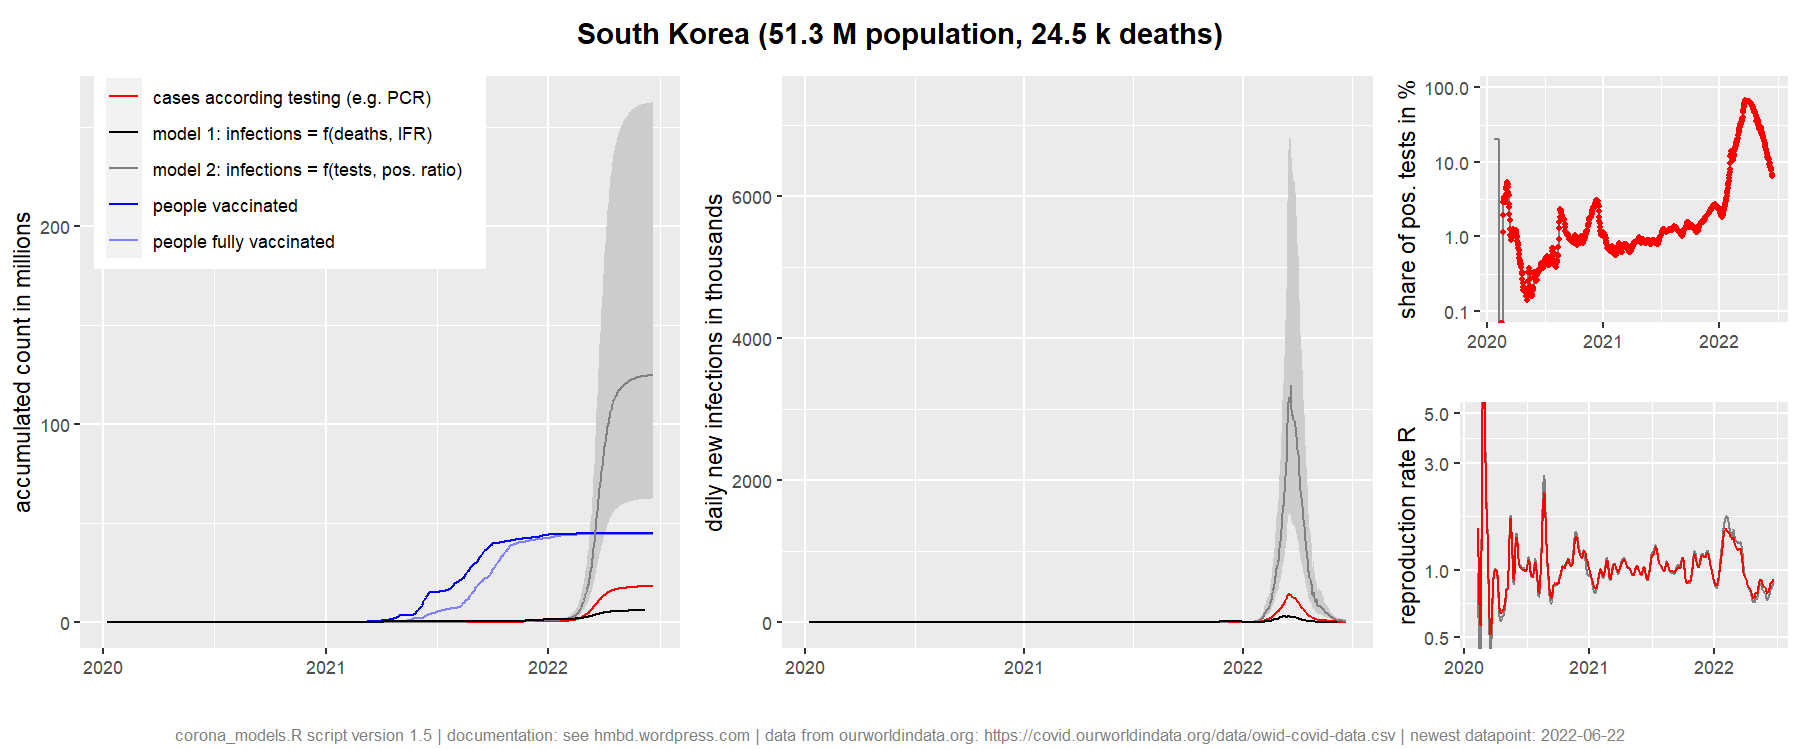 South Korea (51.3 M population, 24.5 k deaths)
accumulated count in millions
200
100
0
2020
2021
2022
cases according testing (e.g. PCR)
model 1: infections = f(deaths, IFR)
model 2: infections = f(tests, pos. ratio)
people vaccinated
people fully vaccinated
daily new infections in thousands
6000
4000
2000
0
2020
2021
2022
share of pos. tests in %
100.0
10.0
1.0
0.1
2020
2021
2022
reproduction rate R
5.0
3.0
1.0
0.5
2020
2021
2022
corona_models.R script version 1.5 | documentation: see hmbd.wordpress.com | data from ourworldindata.org: https://covid.ourworldindata.org/data/owid-covid-data.csv | newest datapoint: 2022-06-22